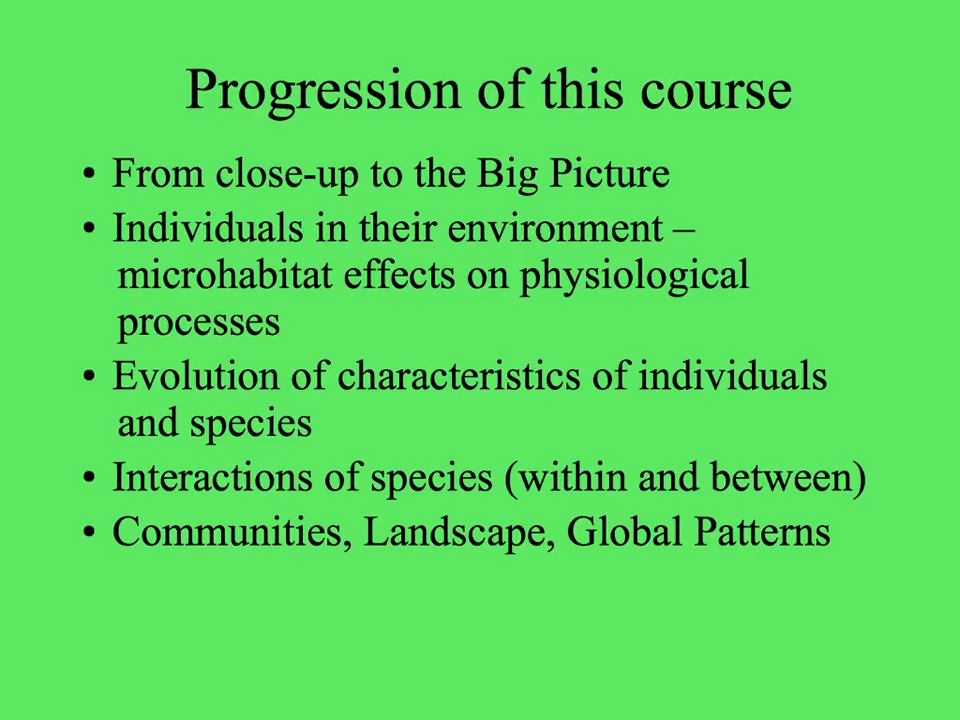 Progression of this course
• From close-up to the Big Picture
• Individuals in their environment –
microhabitat effects on physiological
processes
• Evolution of characteristics of individuals
and species
• Interactions of species (within and between)
• Communities, Landscape, Global Patterns